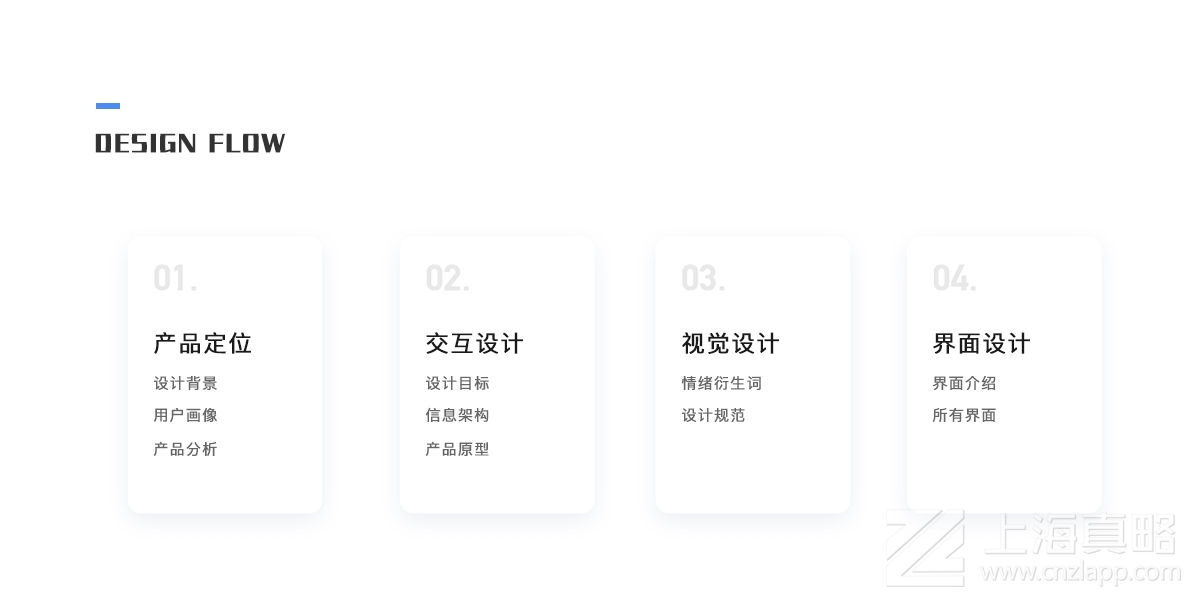 DESIGN FLOW
01.
产品定位
设计背景
用户画像
产品分析
02.
交互设计
设计目标
信息架构
产品原型
03.
视觉设计
情绪衍生词
设计规范
04.
界面设计
界面介绍
所有界面
上海真略
www.cnzlapp.com